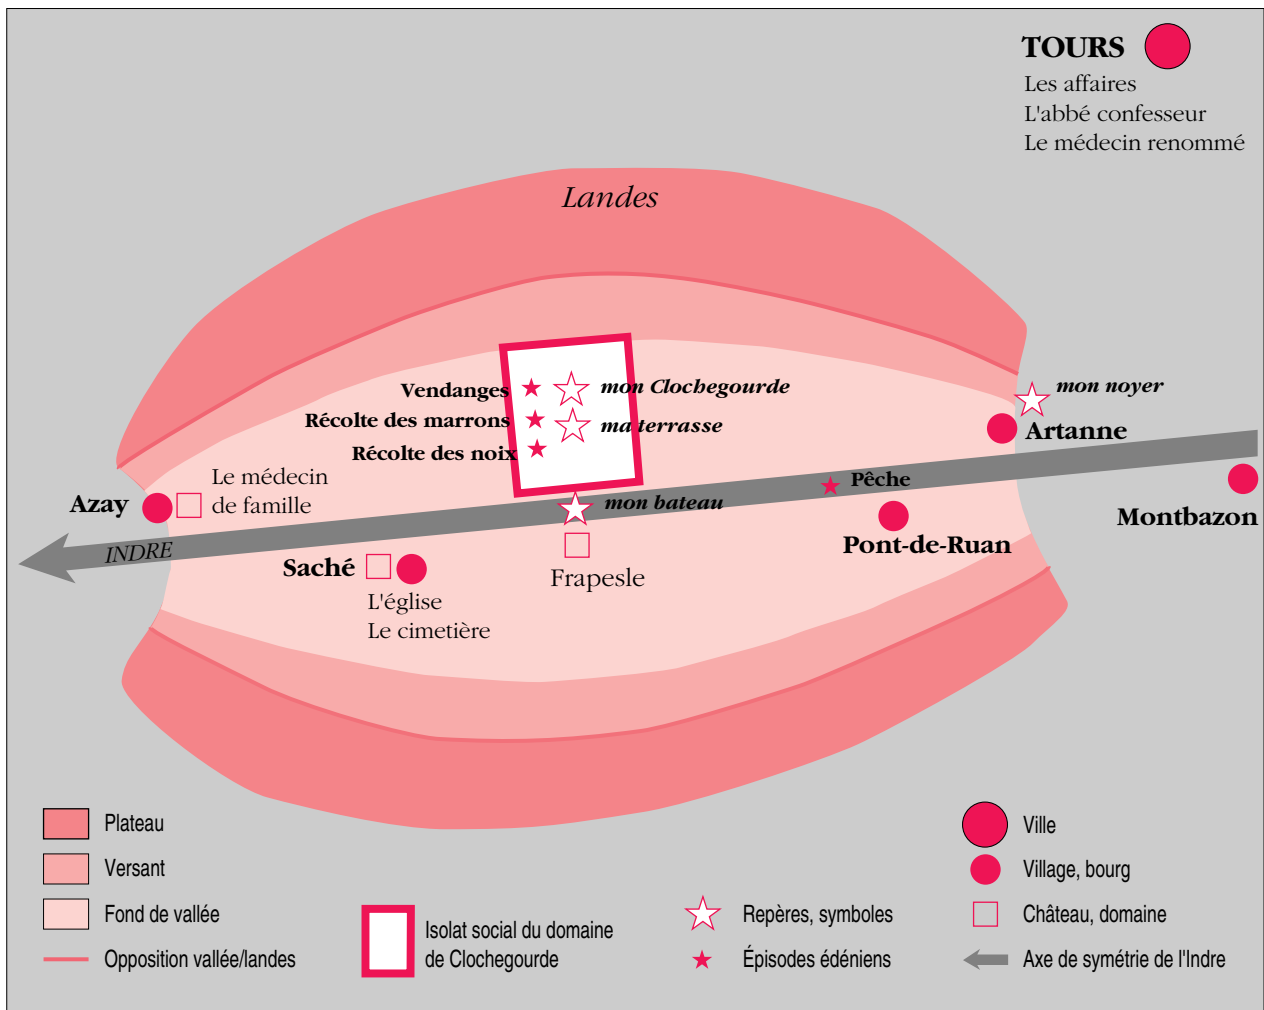 TOURS
Les affaires
L'abbé confesseur
Le médecin renommé
Landes
Vendanges
mon Clochegourde
Récolte des marrons
ma terrasse
Récolte des noix
mon noyer
Artanne
Le médecin
de famille
Azay
Pêche
mon bateau
Montbazon
Pont-de-Ruan
INDRE
Saché
Frapesle
L'église
Le cimetière
Plateau
Versant
Fond de vallée
Opposition vallée/landes
Isolat social du domaine
de Clochegourde
Repères, symboles
Épisodes édéniens
Ville
Village, bourg
Château, domaine
Axe de symétrie de l'Indre